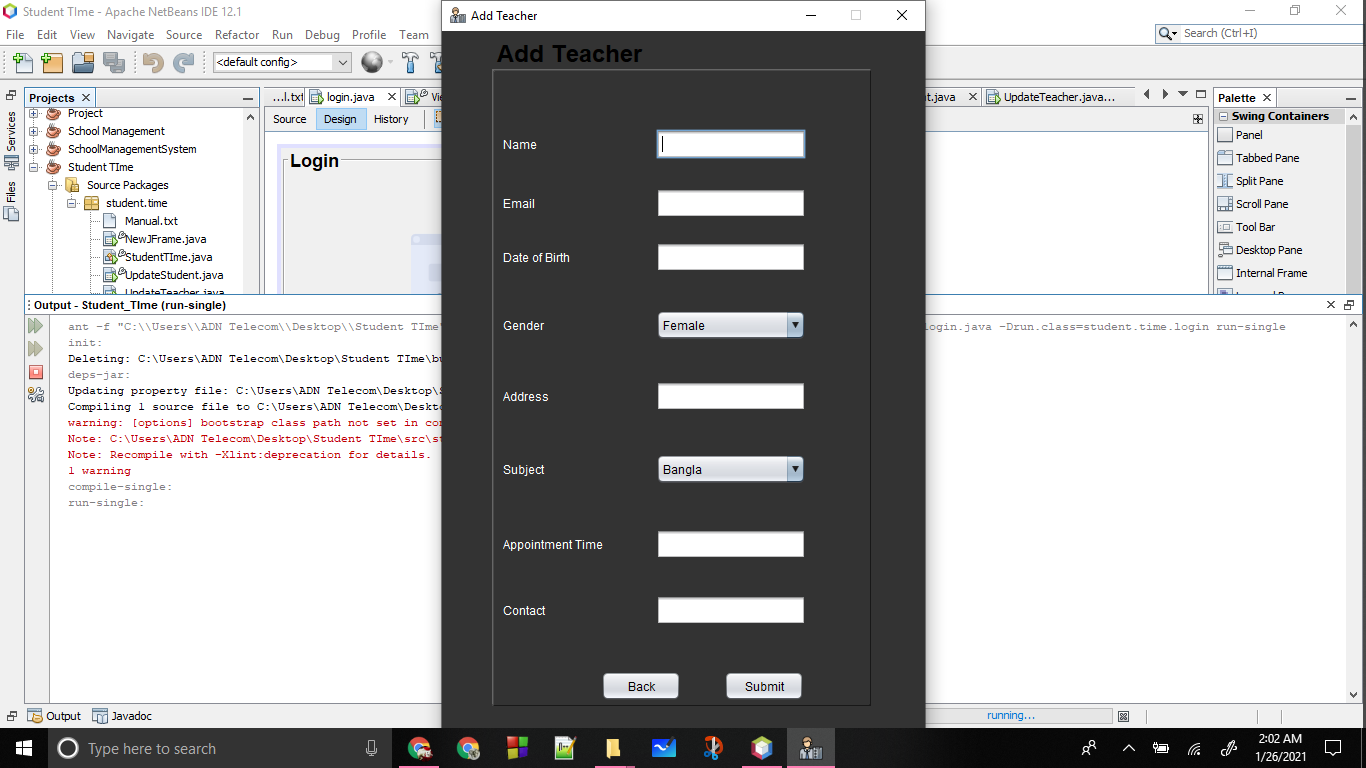 Student TIme - Apache NetBeans IDE 12.1
File Edit View Navigate Source Refactor Run Debug Profile Team
Search (Ctrl+I)
<default config>
Projects
Project
School Management
SchoolManagementSystem
Student TIme
Source Packages
student.time
Manual.txt
NewJFrame.java
StudentTIme.java
UpdateStudent.java
UpdateTeacher.java
Services
Files
...l.txt login.java
Source Design History
Login
t.java UpdateTeacher.java...
Palette
Swing Containers
Panel
Tabbed Pane
Split Pane
Scroll Pane
Tool Bar
Desktop Pane
Internal Frame
Output - Student_TIme (run-single)
ant -f "C:\\Users\\ADN Telecom\\Desktop\\Student TIme"
login.java -Drun.class=student.time.login run-single
init:
Deleting: C:\Users\ADN Telecom\Desktop\Student TIme\bu
deps-jar:
Updating property file: C:\Users\ADN Telecom\Desktop\S
Compiling 1 source file to C:\Users\ADN Telecom\Deskto
warning: [options] bootstrap class path not set in con
Note: C:\Users\ADN Telecom\Desktop\Student TIme\src\st
Note: Recompile with -Xlint:deprecation for details.
1 warning
compile-single:
run-single:
Add Teacher
Add Teacher
Name
Email
Date of Birth
Gender Female
Address
Subject Bangla
Appointment Time
Contact
Back Submit
Output Javadoc
running...
Type here to search
2:02 AM
1/26/2021